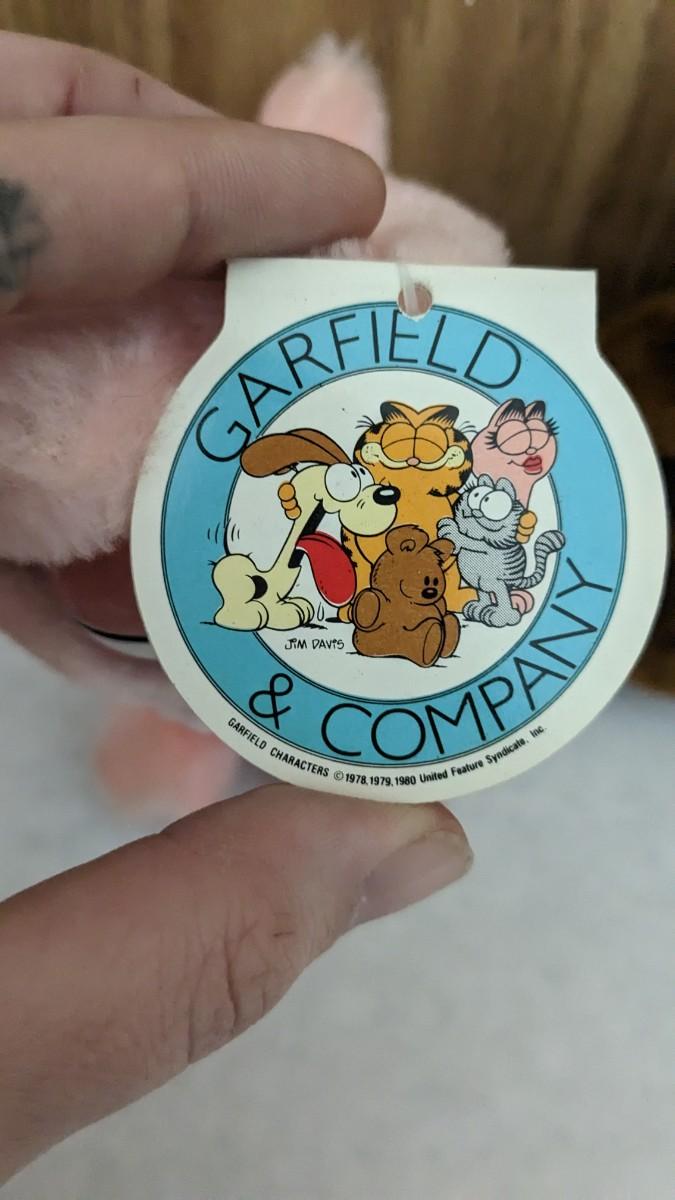 GARFIELD
JIM DAVIS
& COMPANY
GARFIELD CHARACTERS © 1978, 1979, 1980 United Feature Syndicate, Inc.